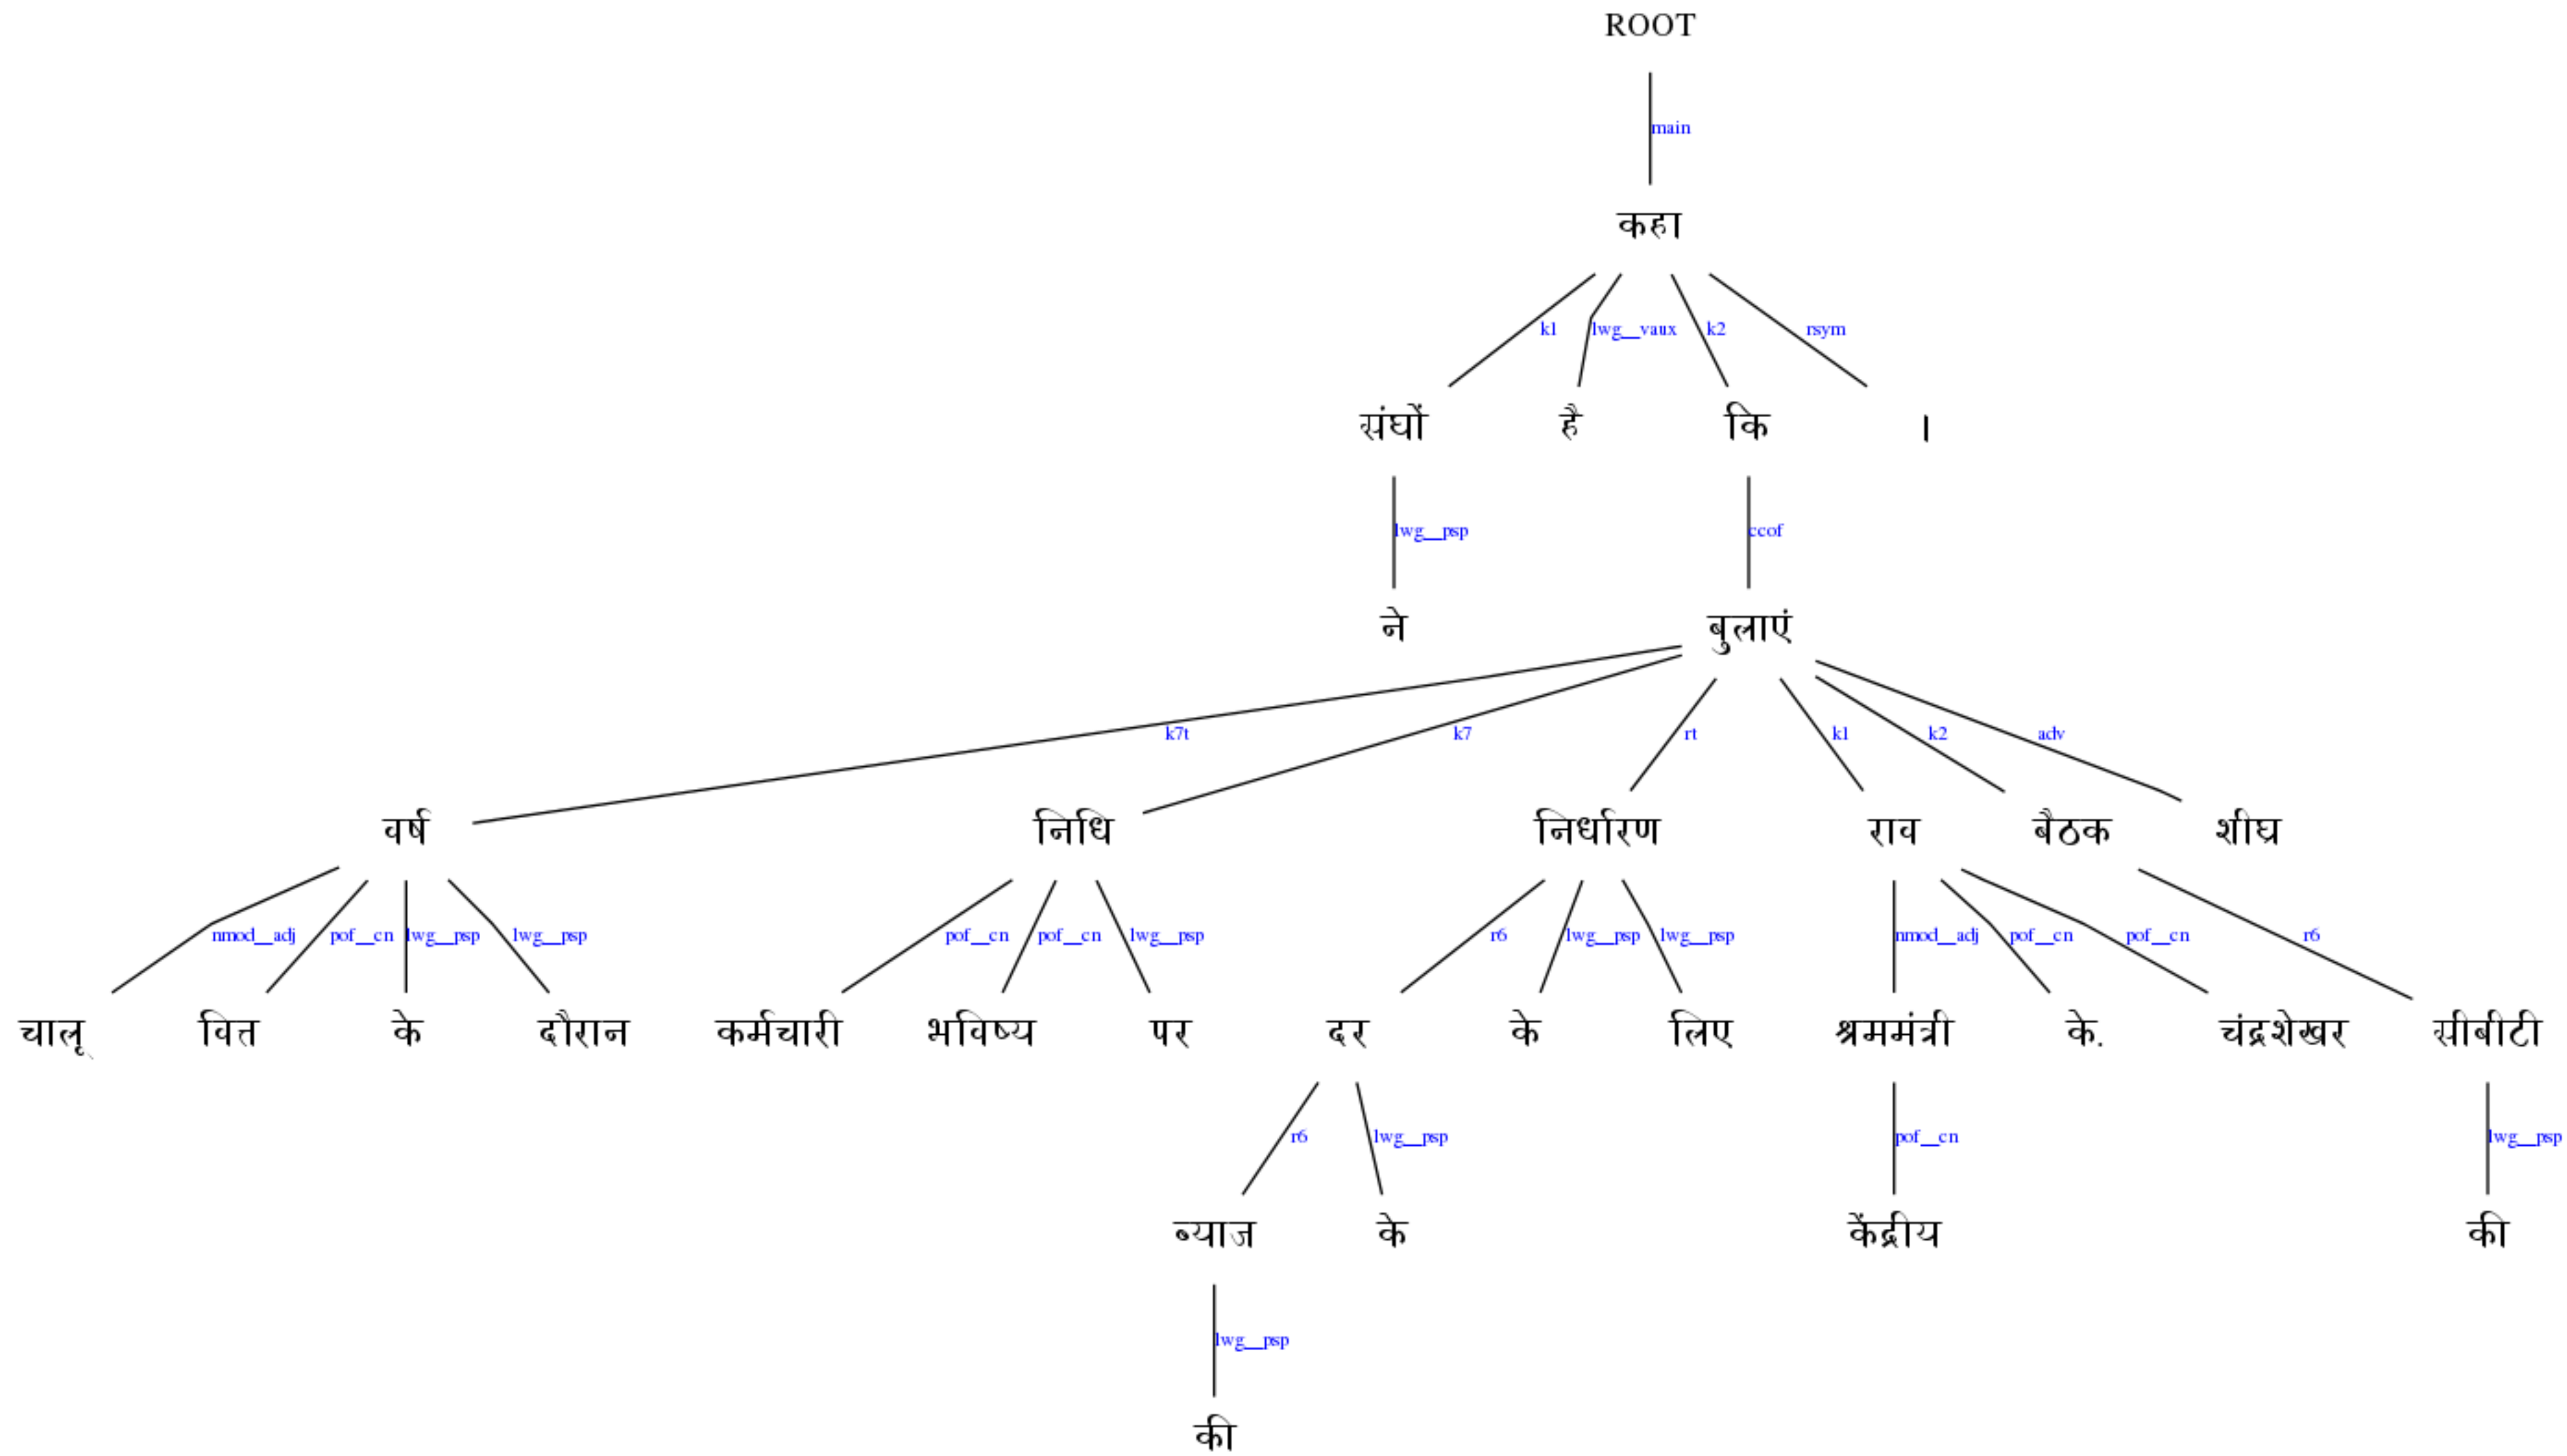 ROOT
main
कहा
k1 lwg__vaux k2 rsym
संघों है कि ।
lwg__psp ccof
ने बुलाएं
k7t k7 rt k1 k2 adv
वर्ष निधि निर्धारण राव बैठक शीघ्र
nmod__adj pof__cn lwg__psp lwg__psp pof__cn pof__cn lwg__psp r6 lwg__psp lwg__psp nmod__adj pof__cn pof__cn r6
चालू वित्त के दौरान कर्मचारी भविष्य पर दर के लिए श्रममंत्री के. चंद्रशेखर सीबीटी
r6 lwg__psp pof__cn lwg__psp
ब्याज के केंद्रीय की
lwg__psp
की